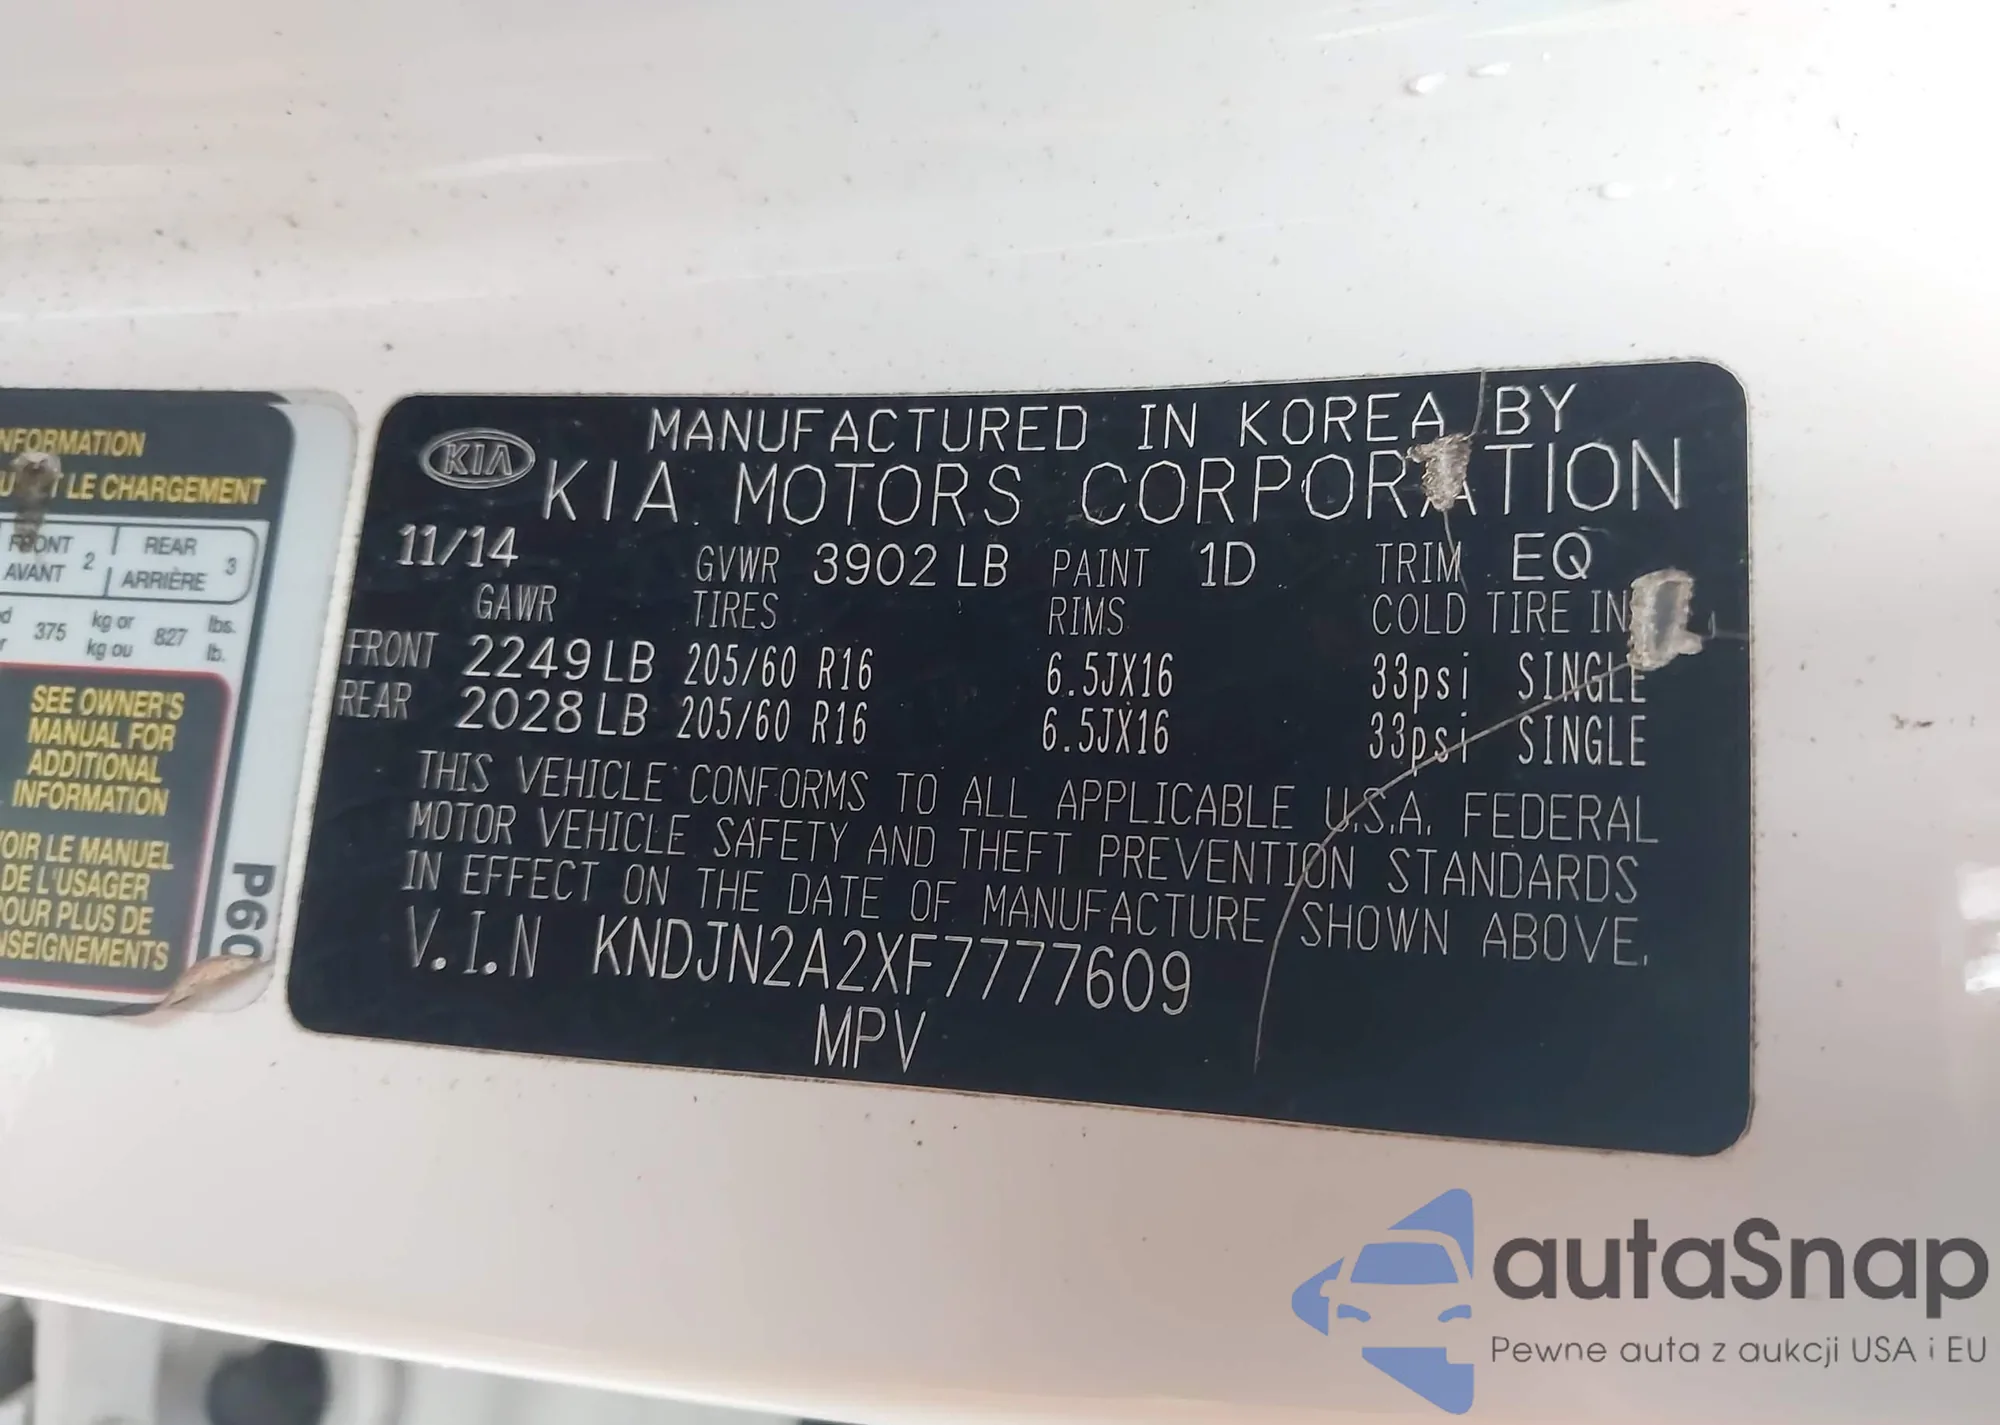 NFORMATION
ET LE CHARGEMENT
FRONT 2 | REAR 3
AVANT | ARRIÈRE
375 kg or 827 lbs.
kg ou lb.
SEE OWNER'S
MANUAL FOR
ADDITIONAL
INFORMATION
VOIR LE MANUEL
DE L'USAGER
POUR PLUS DE
NSEIGNEMENTS
P60
MANUFACTURED IN KOREA BY
KIA KIA MOTORS CORPORATION
11/14 GVWR 3902 LB PAINT 1D TRIM EQ
GAWR TIRES RIMS COLD TIRE IN
FRONT 2249 LB 205/60 R16 6.5JX16 33psi SINGLE
REAR 2028 LB 205/60 R16 6.5JX16 33psi SINGLE
THIS VEHICLE CONFORMS TO ALL APPLICABLE U.S.A. FEDERAL
MOTOR VEHICLE SAFETY AND THEFT PREVENTION STANDARDS
IN EFFECT ON THE DATE OF MANUFACTURE SHOWN ABOVE.
V.I.N KNDJN2A2XF7777609
MPV
autaSnap
Pewne auta z aukcji USA i EU